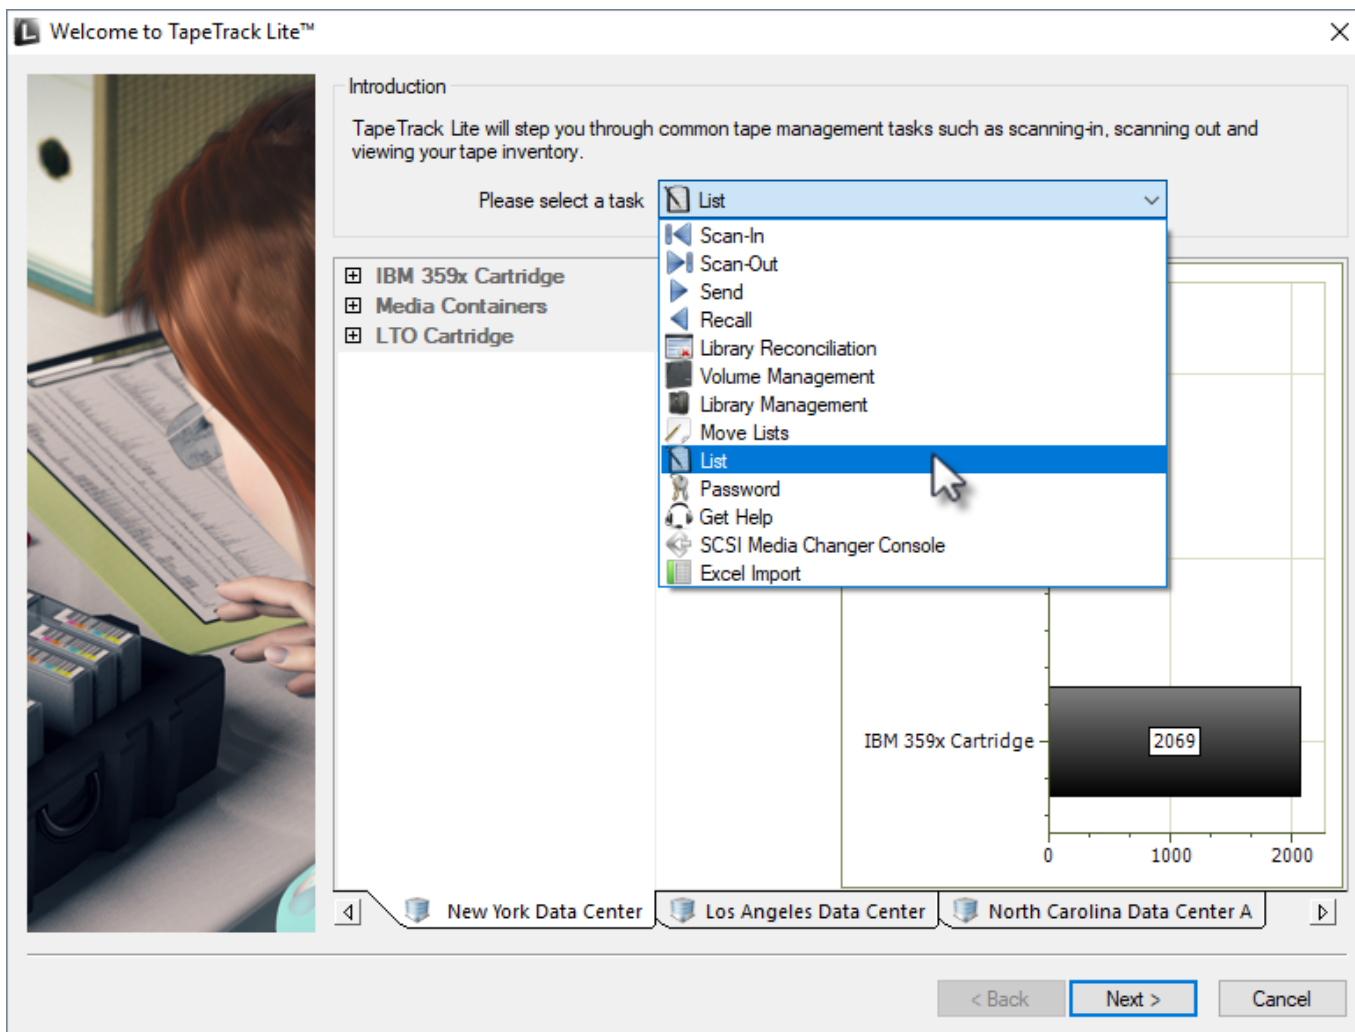 Welcome to TapeTrack Lite™
Introduction
TapeTrack Lite will step you through common tape management tasks such as scanning-in, scanning out and
viewing your tape inventory.
Please select a task
List
Scan-In
Scan-Out
Send
Recall
Library Reconciliation
Volume Management
Library Management
Move Lists
List
Password
Get Help
SCSI Media Changer Console
Excel Import
IBM 359x Cartridge
Media Containers
LTO Cartridge
IBM 359x Cartridge
2069
0 1000 2000
New York Data Center
Los Angeles Data Center
North Carolina Data Center A
< Back
Next >
Cancel